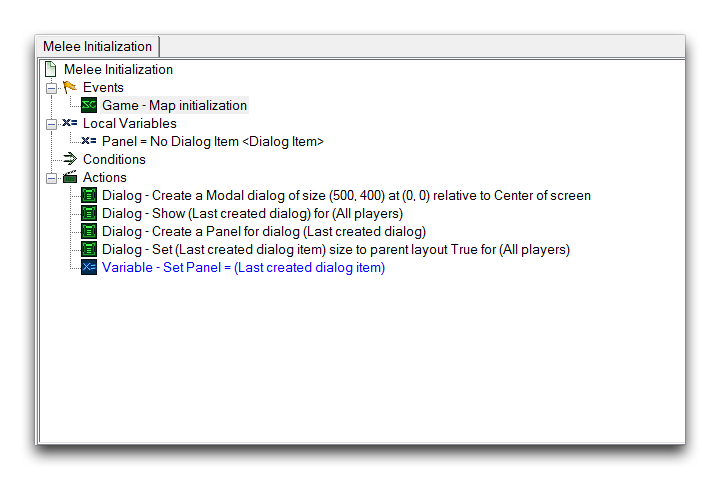 Melee Initialization
Melee Initialization
Events
Game - Map initialization
Local Variables
Panel = No Dialog Item <Dialog Item>
Conditions
Actions
Dialog - Create a Modal dialog of size (500, 400) at (0, 0) relative to Center of screen
Dialog - Show (Last created dialog) for (All players)
Dialog - Create a Panel for dialog (Last created dialog)
Dialog - Set (Last created dialog item) size to parent layout True for (All players)
Variable - Set Panel = (Last created dialog item)